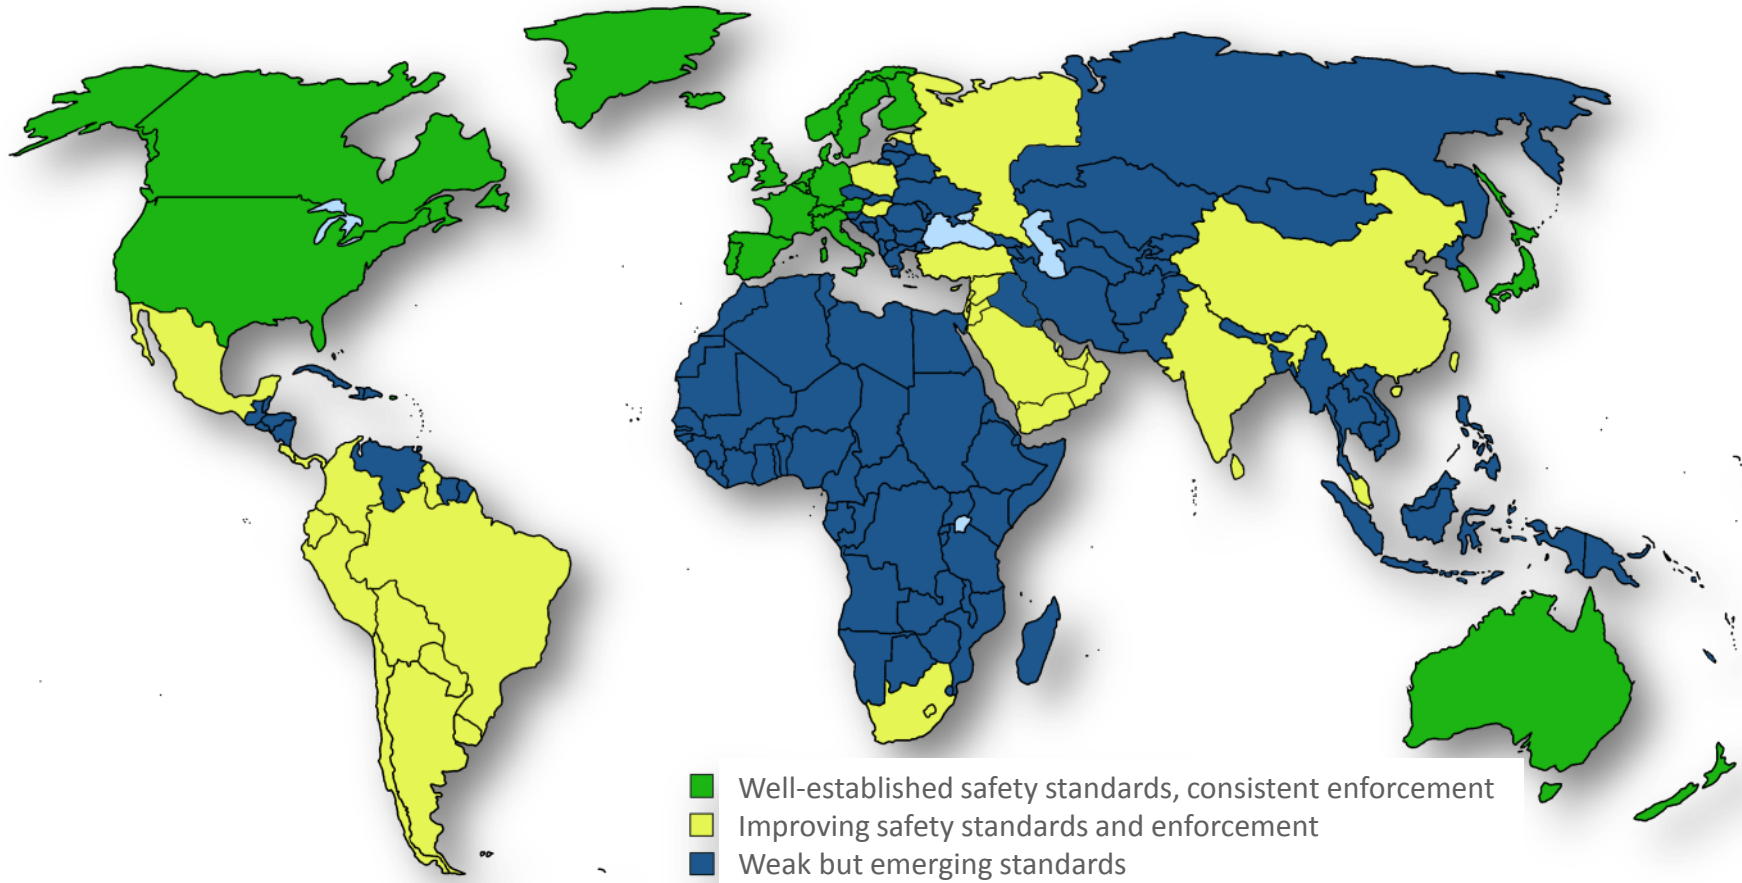 Well-established safety standards, consistent enforcement
Improving safety standards and enforcement
Weak but emerging standards